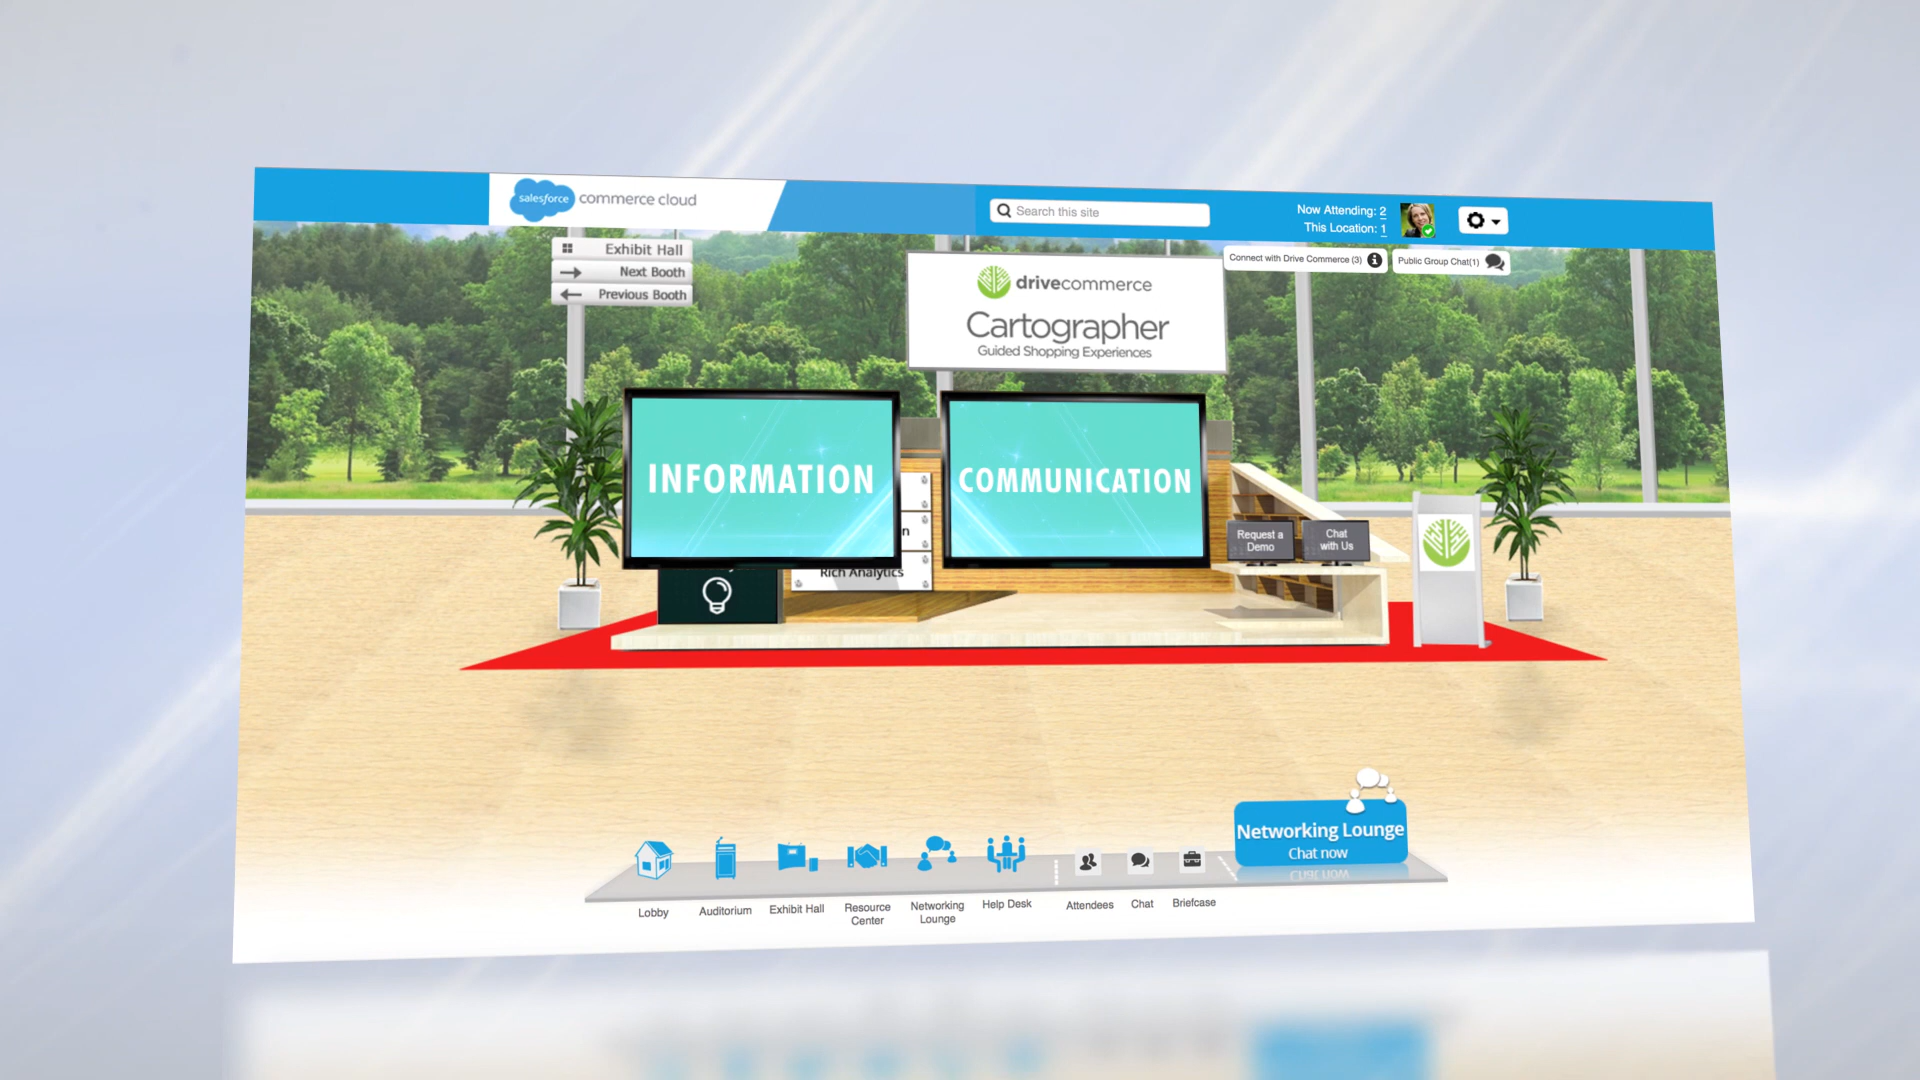 salesforce commerce cloud
Search this site
Now Attending: 2
This Location: 1
Exhibit Hall
Next Booth
Previous Booth
Connect with Drive Commerce (3)
Public Group Chat(1)
drivecommerce
Cartographer
Guided Shopping Experiences
INFORMATION
COMMUNICATION
n
Rich Analytics
Request a
Demo
Chat
with Us
Networking Lounge
Chat now
Lobby
Auditorium
Exhibit Hall
Resource
Center
Networking
Lounge
Help Desk
Attendees
Chat
Briefcase